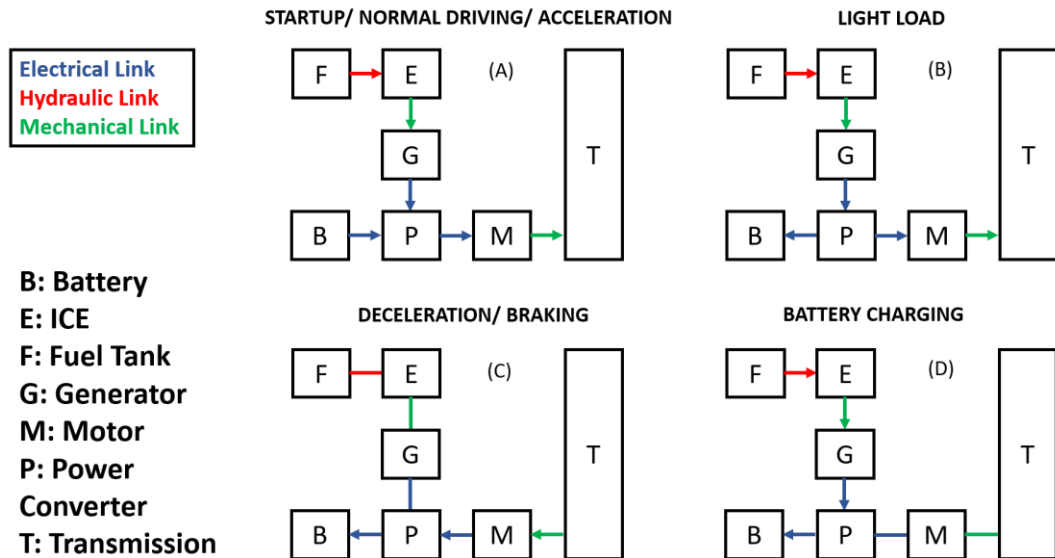 STARTUP/ NORMAL DRIVING/ ACCELERATION
LIGHT LOAD
Electrical Link
Hydraulic Link
Mechanical Link
F E (A)
G T
B P M
F E (B)
G T
B P M
B: Battery
E: ICE
F: Fuel Tank
G: Generator
M: Motor
P: Power
Converter
T: Transmission
DECELERATION/ BRAKING
BATTERY CHARGING
F E (C)
G T
B P M
F E (D)
G T
B P M